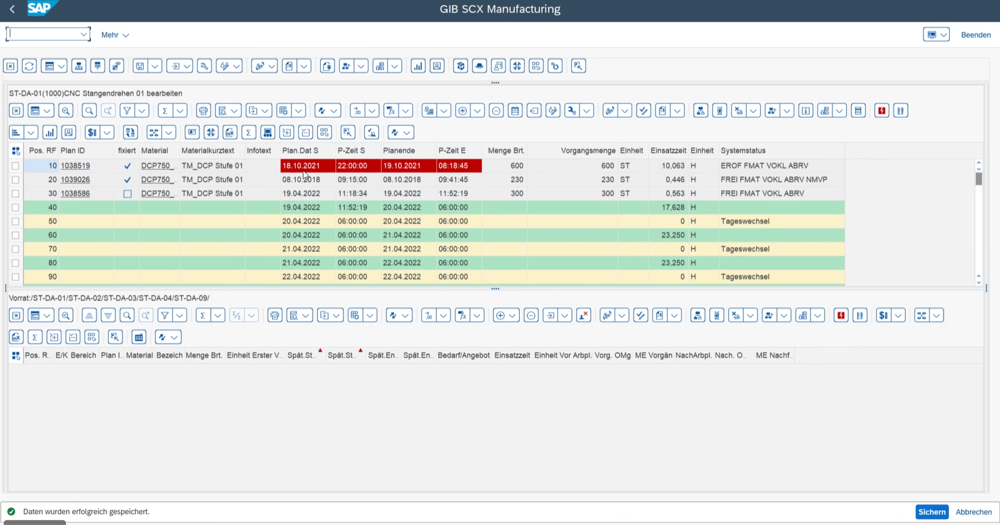 SAP GIB SCX Manufacturing
Mehr Beenden
ST-DA-01(1000)CNC Stangendrehen 01 bearbeiten
Pos. RF Plan ID fixiert Material Materialkurztext Infotext Plan.Dat S P-Zeit S Planende P-Zeit E Menge Brt. Vorgangsmenge Einheit Einsatzzeit Einheit Systemstatus
10 1038519 DCP750_... TM_DCP Stufe 01 18.10.2021 22:00:00 19.10.2021 08:18:45 600 600 ST 10,063 H EROF FMAT VOKL ABRV
20 1039026 DCP750_... TM_DCP Stufe 01 08.10.2018 09:15:00 08.10.2018 09:41:45 230 230 ST 0,446 H FREI FMAT VOKL ABRV NMVP
30 1038586 DCP750_... TM_DCP Stufe 01 19.04.2022 11:18:34 19.04.2022 11:52:19 300 300 ST 0,563 H FREI FMAT VOKL ABRV
40 19.04.2022 11:52:19 20.04.2022 06:00:00 17,628 H
50 20.04.2022 06:00:00 20.04.2022 06:00:00 0 H Tageswechsel
60 20.04.2022 06:00:00 21.04.2022 06:00:00 23,250 H
70 21.04.2022 06:00:00 21.04.2022 06:00:00 0 H Tageswechsel
80 21.04.2022 06:00:00 22.04.2022 06:00:00 23,250 H
90 22.04.2022 06:00:00 22.04.2022 06:00:00 0 H Tageswechsel
Vorrat:/ST-DA-01/ST-DA-02/ST-DA-03/ST-DA-04/ST-DA-09/
Pos. R.. E/K Bereich Plan I.. Material Bezeich Menge Brt. Einheit Erster V.. Spät.St.. Spät.St.. Spät.En.. Spät.En.. Bedarf/Angebot Einsatzzeit Einheit Vor Arbpl. Vorg. OMg ME Vorgän NachArbpl. Nach. O... ME Nachf..
Daten wurden erfolgreich gespeichert. Sichern Abbrechen